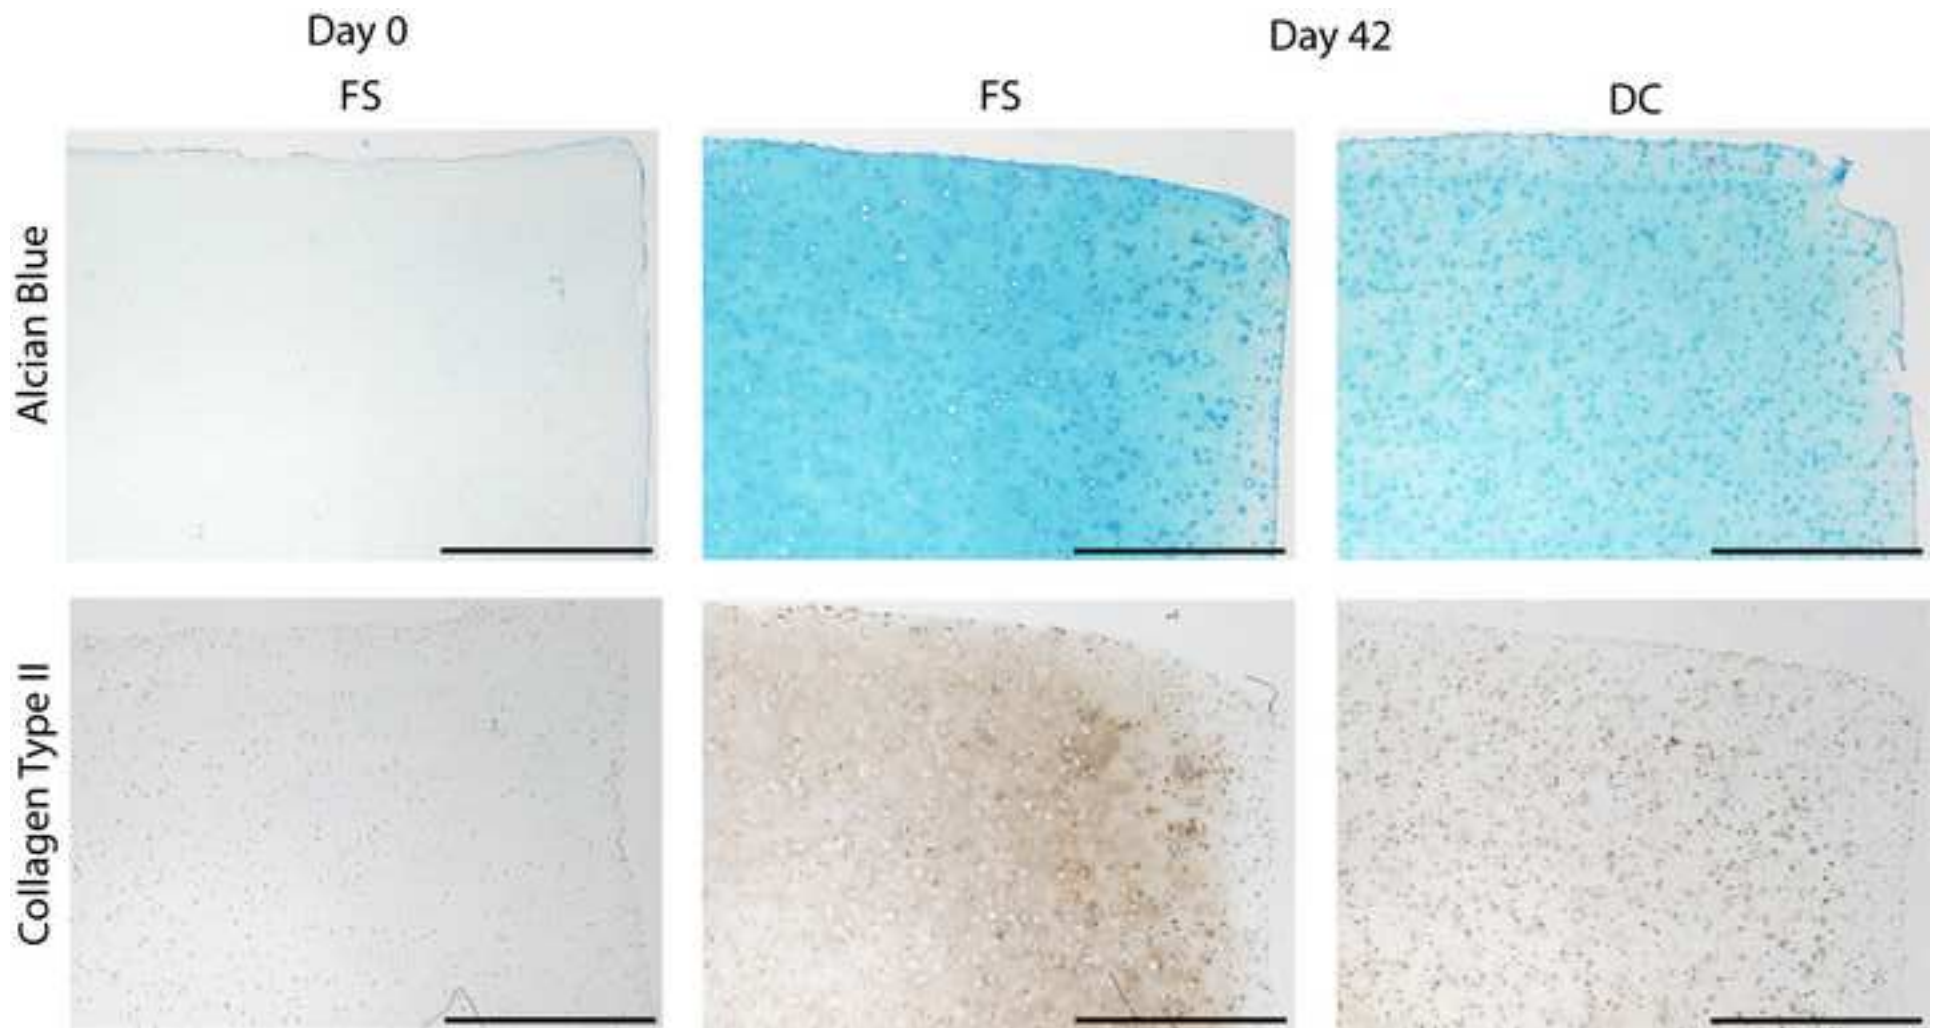 Day 0
Day 42
FS
FS
DC
Alcian Blue
Collagen Type II